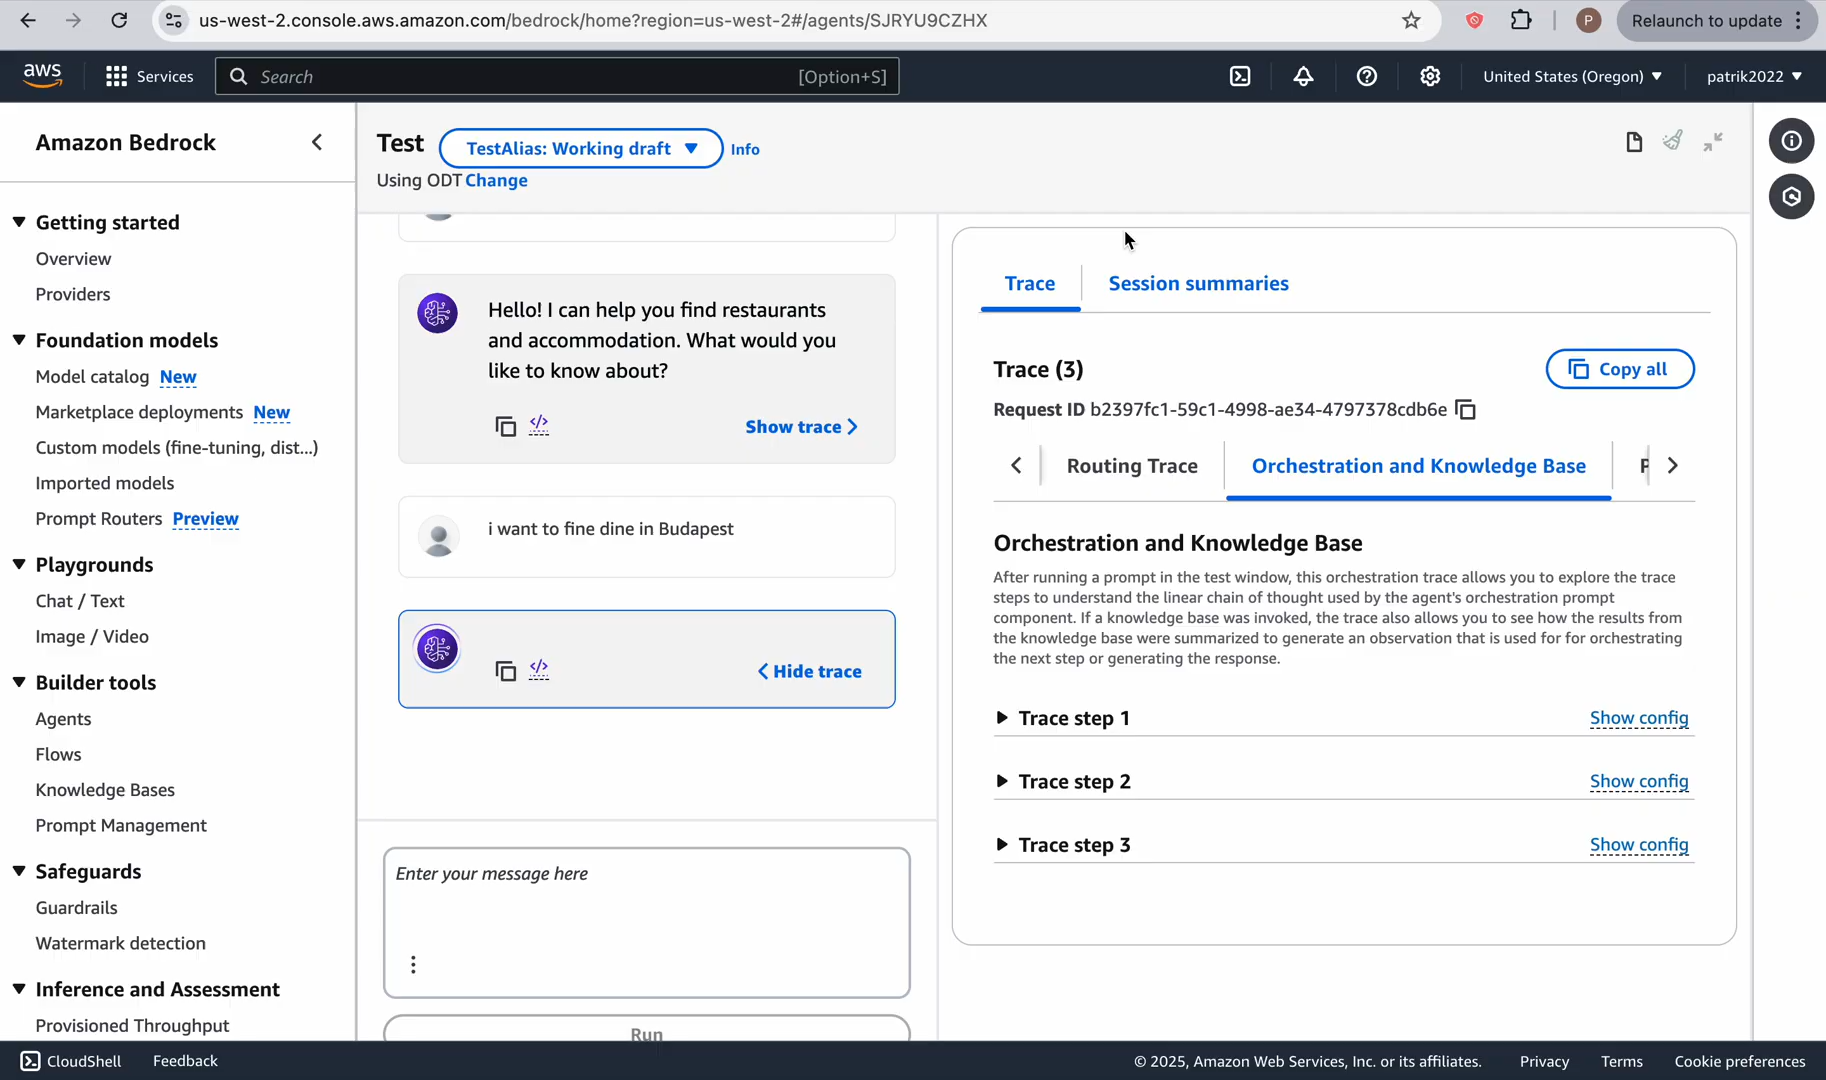 us-west-2.console.aws.amazon.com/bedrock/home?region=us-west-2#/agents/SJRYU9CZHX
P
Relaunch to update
aws
Services
Search
[Option+S]
United States (Oregon)
patrik2022
Amazon Bedrock
Getting started
Overview
Providers
Foundation models
Model catalog New
Marketplace deployments New
Custom models (fine-tuning, dist...)
Imported models
Prompt Routers Preview
Playgrounds
Chat / Text
Image / Video
Builder tools
Agents
Flows
Knowledge Bases
Prompt Management
Safeguards
Guardrails
Watermark detection
Inference and Assessment
Provisioned Throughput
Test
TestAlias: Working draft
Info
Using ODT Change
Hello! I can help you find restaurants
and accommodation. What would you
like to know about?
Show trace
i want to fine dine in Budapest
Hide trace
Enter your message here
Run
Trace
Session summaries
Trace (3)
Copy all
Request ID b2397fc1-59c1-4998-ae34-4797378cdb6e
Routing Trace
Orchestration and Knowledge Base
Orchestration and Knowledge Base
After running a prompt in the test window, this orchestration trace allows you to explore the trace
steps to understand the linear chain of thought used by the agent's orchestration prompt
component. If a knowledge base was invoked, the trace also allows you to see how the results from
the knowledge base were summarized to generate an observation that is used for for orchestrating
the next step or generating the response.
Trace step 1
Show config
Trace step 2
Show config
Trace step 3
Show config
CloudShell
Feedback
© 2025, Amazon Web Services, Inc. or its affiliates.
Privacy
Terms
Cookie preferences